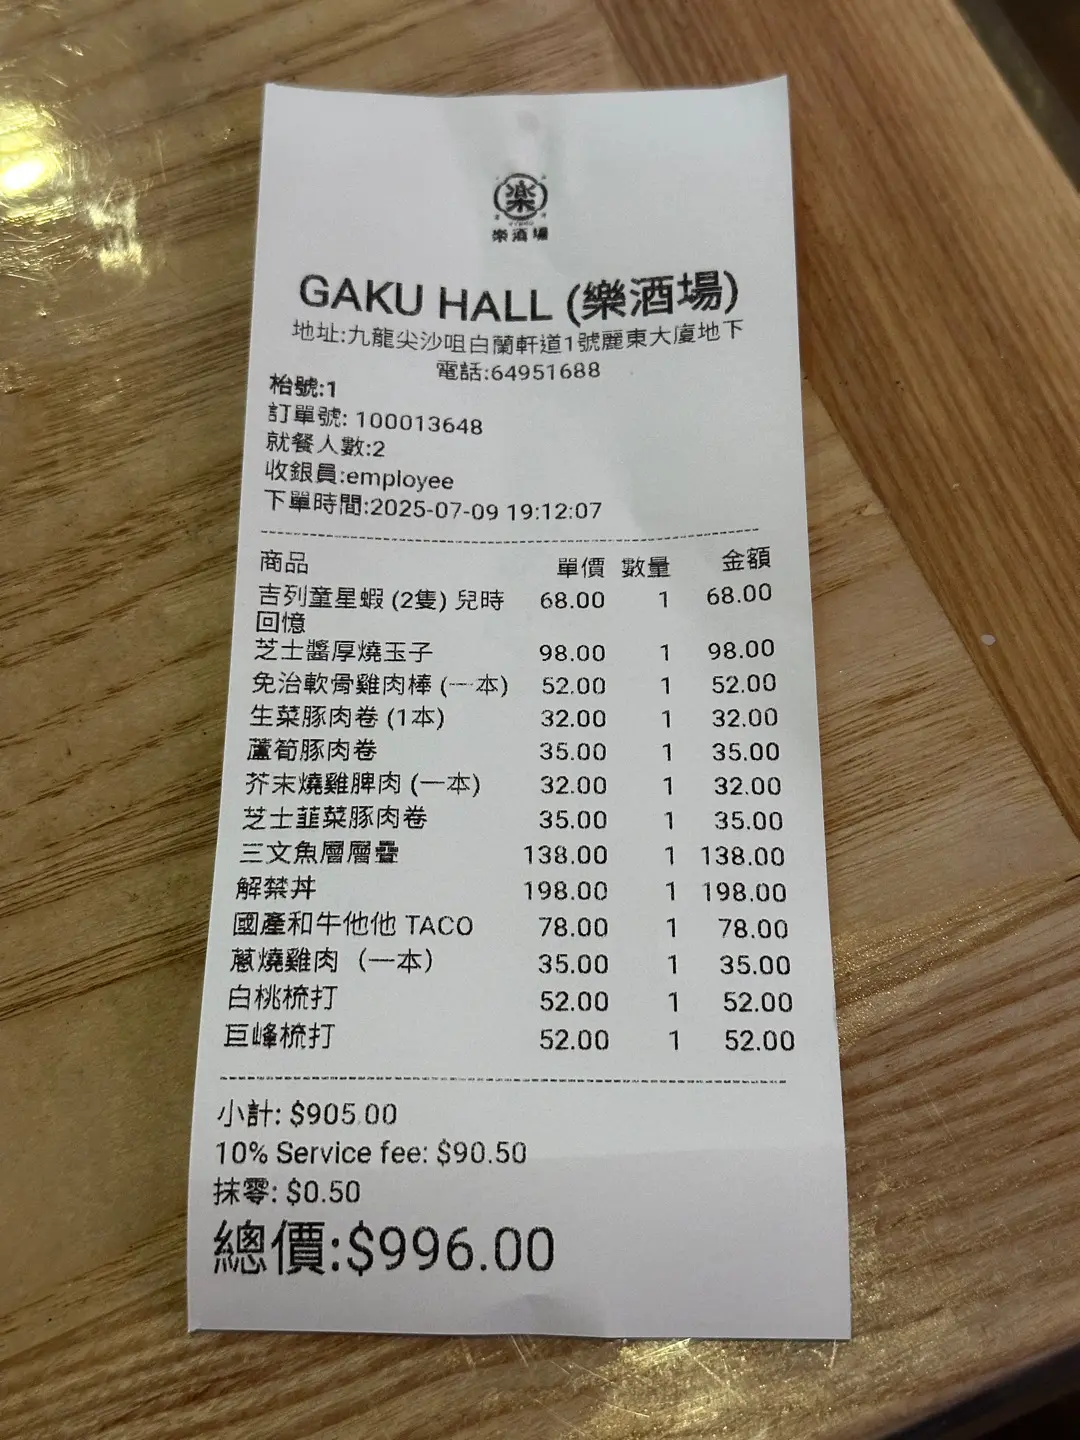 樂
樂酒場
GAKU HALL (樂酒場)
地址:九龍尖沙咀白蘭軒道1號麗東大廈地下
電話:64951688
枱號:1
訂單號: 100013648
就餐人數:2
收銀員:employee
下單時間:2025-07-09 19:12:07
商品 單價 數量 金額
吉列童星蝦 (2隻) 兒時 68.00 1 68.00
回憶
芝士醬厚燒玉子 98.00 1 98.00
免治軟骨雞肉棒 (一本) 52.00 1 52.00
生菜豚肉卷 (1本) 32.00 1 32.00
蘆筍豚肉卷 35.00 1 35.00
芥末燒雞脾肉 (一本) 32.00 1 32.00
芝士韮菜豚肉卷 35.00 1 35.00
三文魚層層疊 138.00 1 138.00
解禁丼 198.00 1 198.00
國產和牛他他 TACO 78.00 1 78.00
蔥燒雞肉 （一本） 35.00 1 35.00
白桃梳打 52.00 1 52.00
巨峰梳打 52.00 1 52.00
小計: $905.00
10% Service fee: $90.50
抹零: $0.50
總價:$996.00